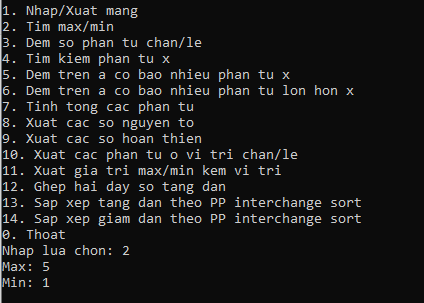 1. Nhap/Xuat mang
2. Tim max/min
3. Dem so phan tu chan/le
4. Tim kiem phan tu x
5. Dem tren a co bao nhieu phan tu x
6. Dem tren a co bao nhieu phan tu lon hon x
7. Tinh tong cac phan tu
8. Xuat cac so nguyen to
9. Xuat cac so hoan thien
10. Xuat cac phan tu o vi tri chan/le
11. Xuat gia tri max/min kem vi tri
12. Ghep hai day so tang dan
13. Sap xep tang dan theo PP interchange sort
14. Sap xep giam dan theo PP interchange sort
0. Thoat
Nhap lua chon: 2
Max: 5
Min: 1